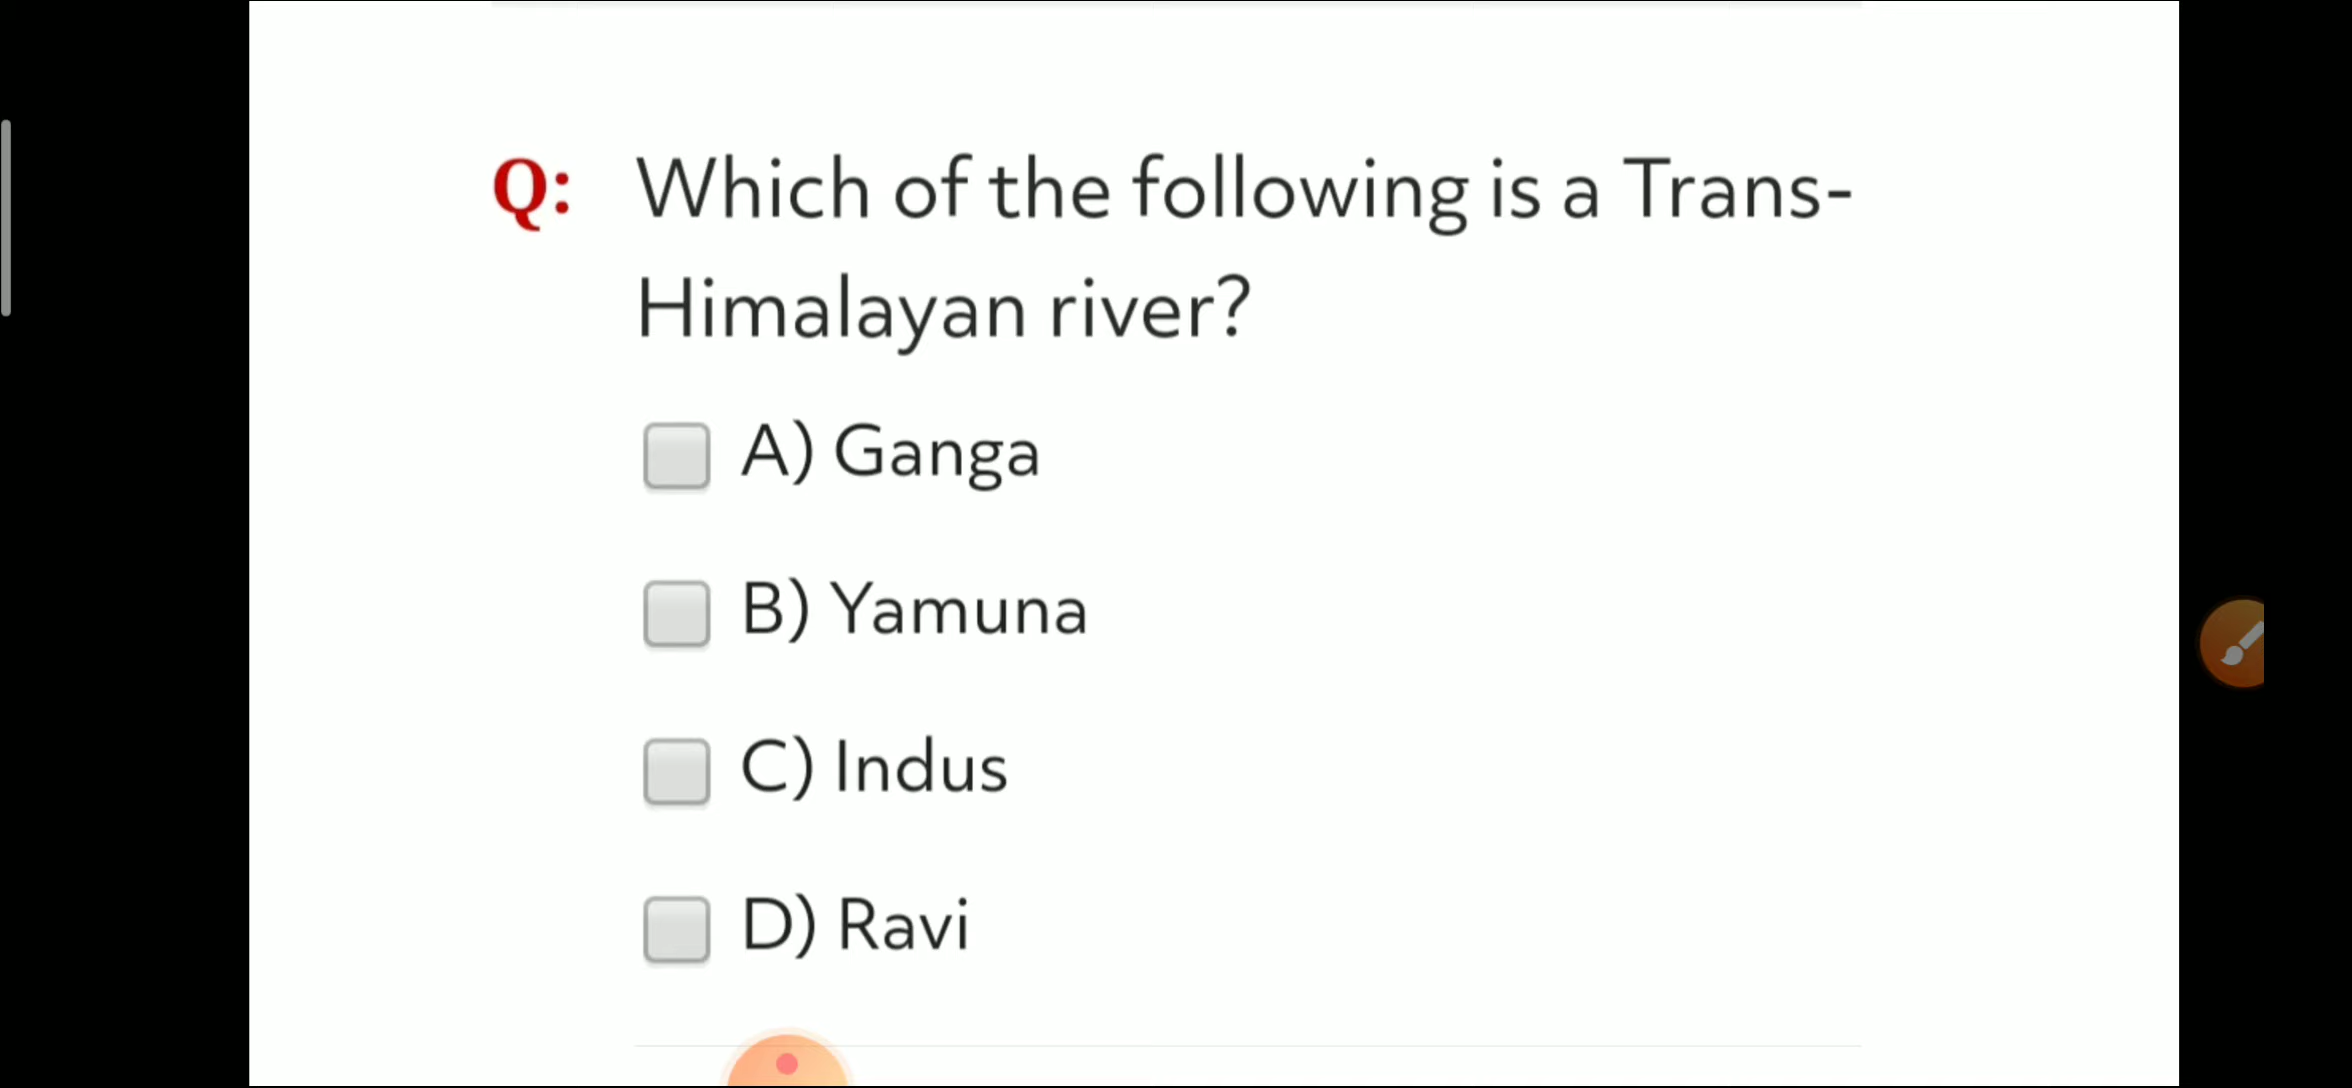 Q: Which of the following is a Trans-
Himalayan river?
A) Ganga
B) Yamuna
C) Indus
D) Ravi